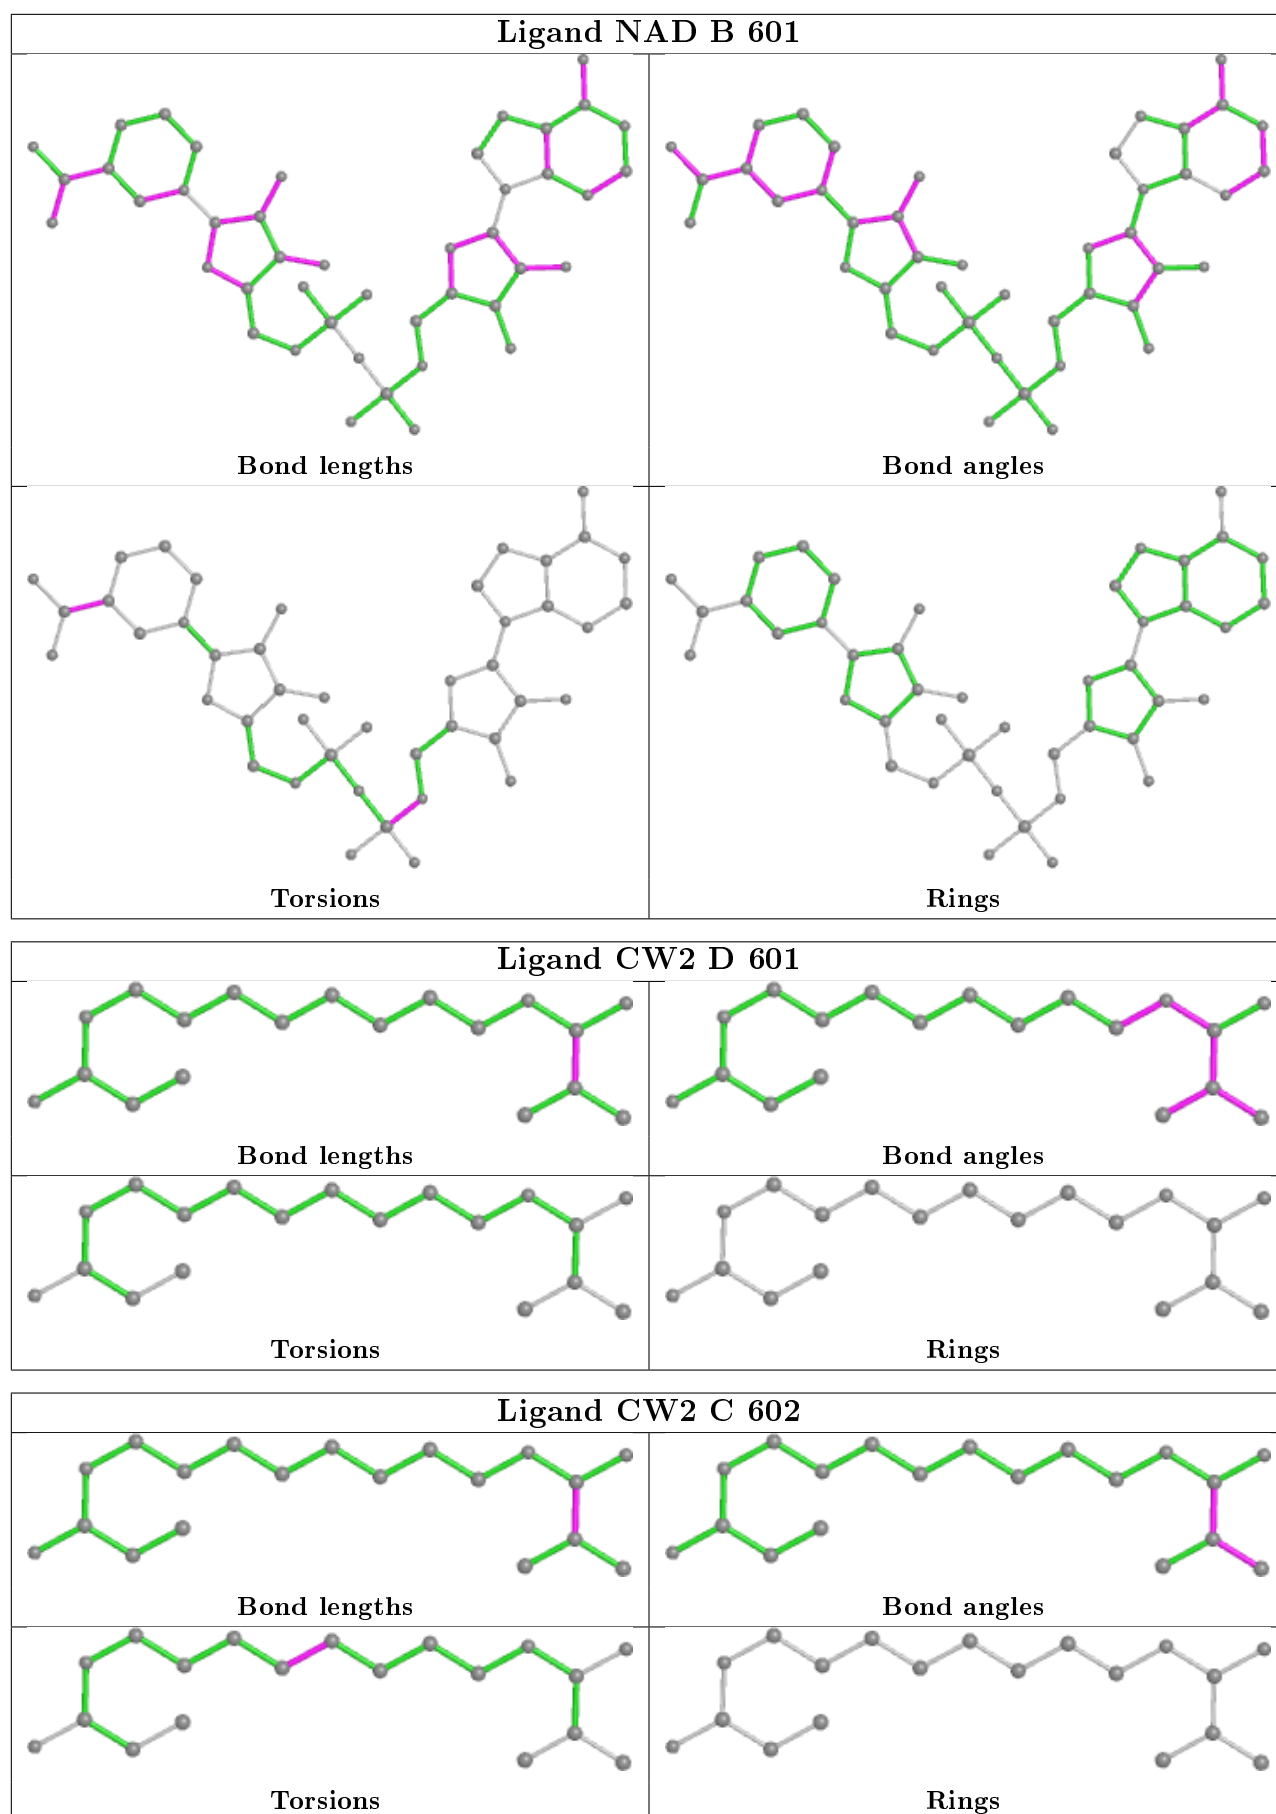 Ligand NAD B 601
Bond lengths
Bond angles
Torsions
Rings
Ligand CW2 D 601
Bond lengths
Bond angles
Torsions
Rings
Ligand CW2 C 602
Bond lengths
Bond angles
Torsions
Rings